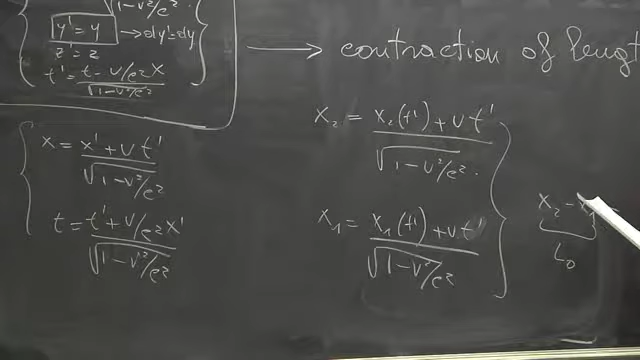 √1-v²/c²
y' = y → dy' = dy
z' = z
t' = t - v/c² x / √1-v²/c²
→ contraction of lengt
x = x' + v t' / √1-v²/c²
t = t' + v/c² x' / √1-v²/c²
x₂ = x₂(t') + v t' / √1-v²/c²
x₁ = x₁(t') + v t' / √1-v²/c²
x₂ -
L₀